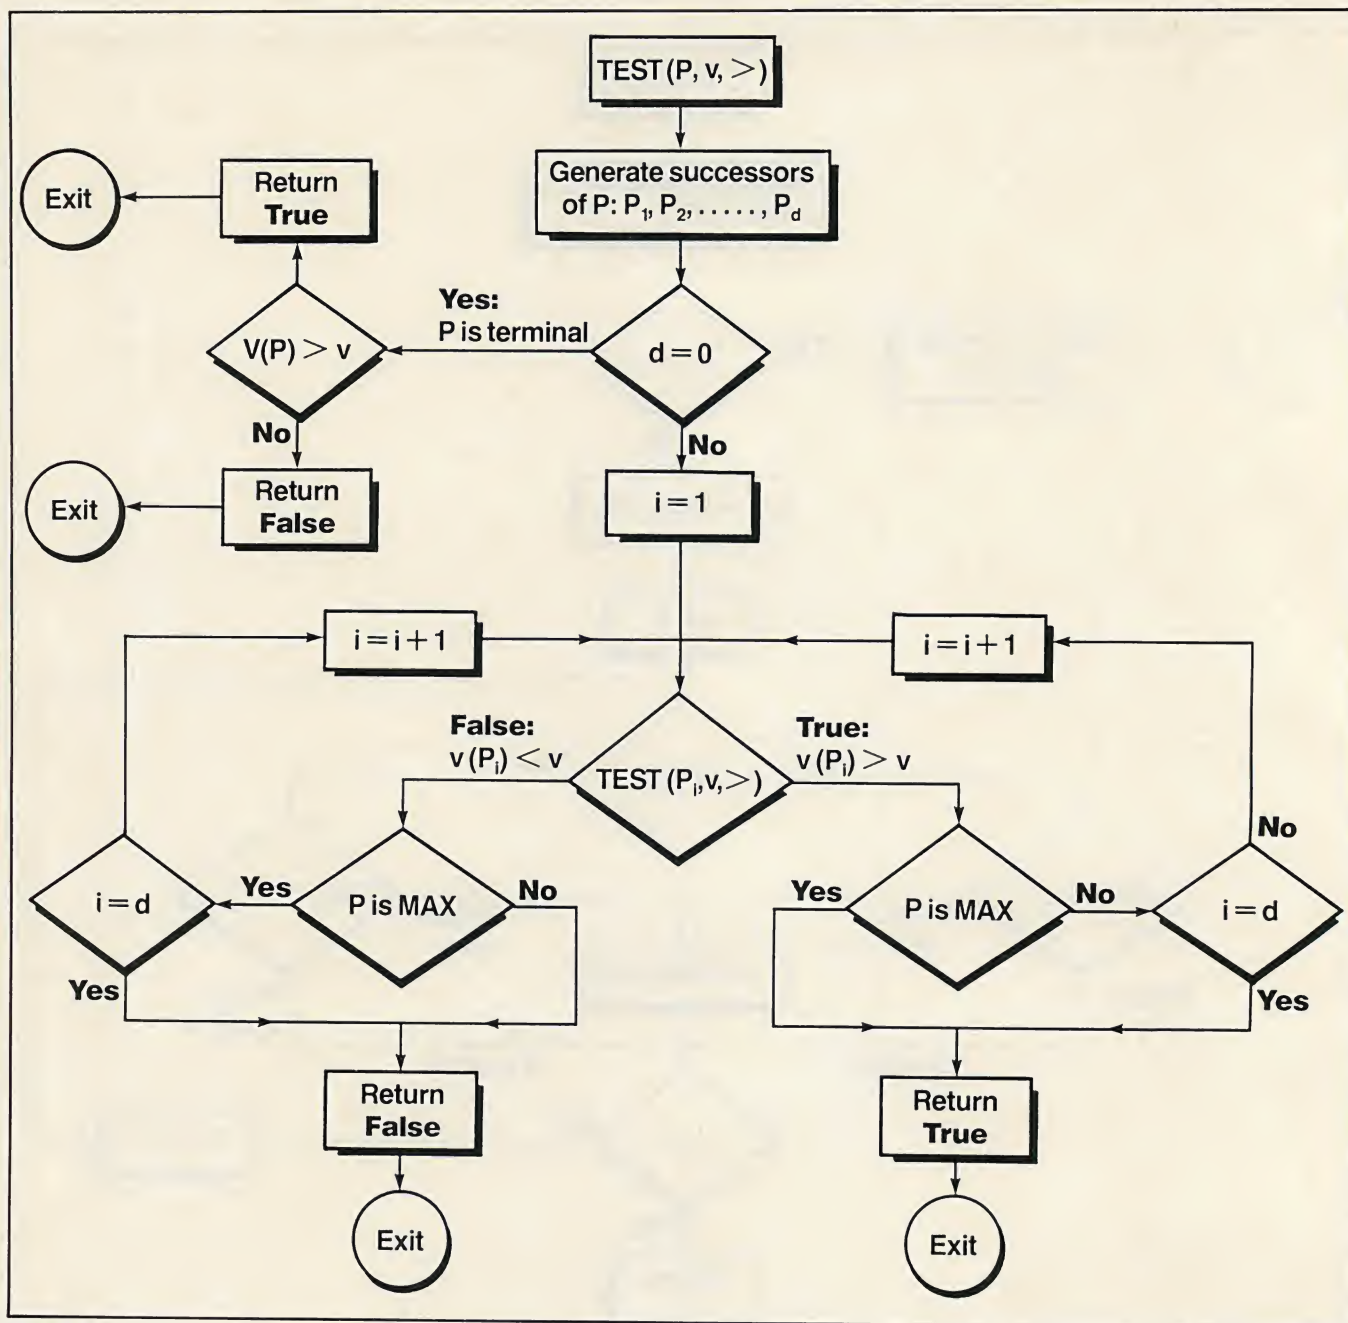 TEST(P, v, >)
Generate successors
of P: P₁, P₂, . . . . ., P_d
Exit
Return
True
Yes:
P is terminal
V(P) > v
d = 0
No
No
Exit
Return
False
i = 1
i = i + 1
i = i + 1
False:
v (Pᵢ) < v
True:
v (Pᵢ) > v
TEST (Pᵢ,v,>)
No
i = d
Yes
P is MAX
No
Yes
P is MAX
No
i = d
Yes
Yes
Return
False
Return
True
Exit
Exit